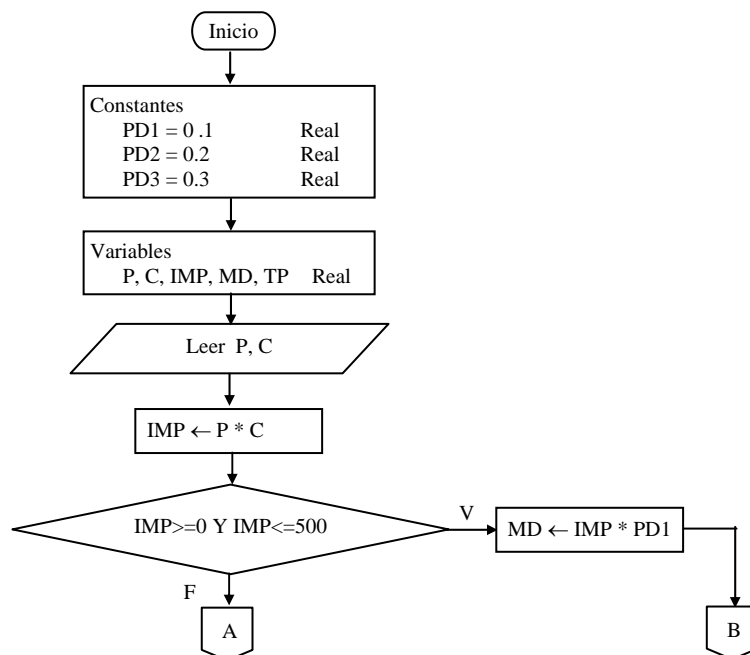 Inicio
Constantes
PD1 = 0 .1 Real
PD2 = 0.2 Real
PD3 = 0.3 Real
Variables
P, C, IMP, MD, TP Real
Leer P, C
IMP ← P * C
IMP>=0 Y IMP<=500
V
MD ← IMP * PD1
F
A
B